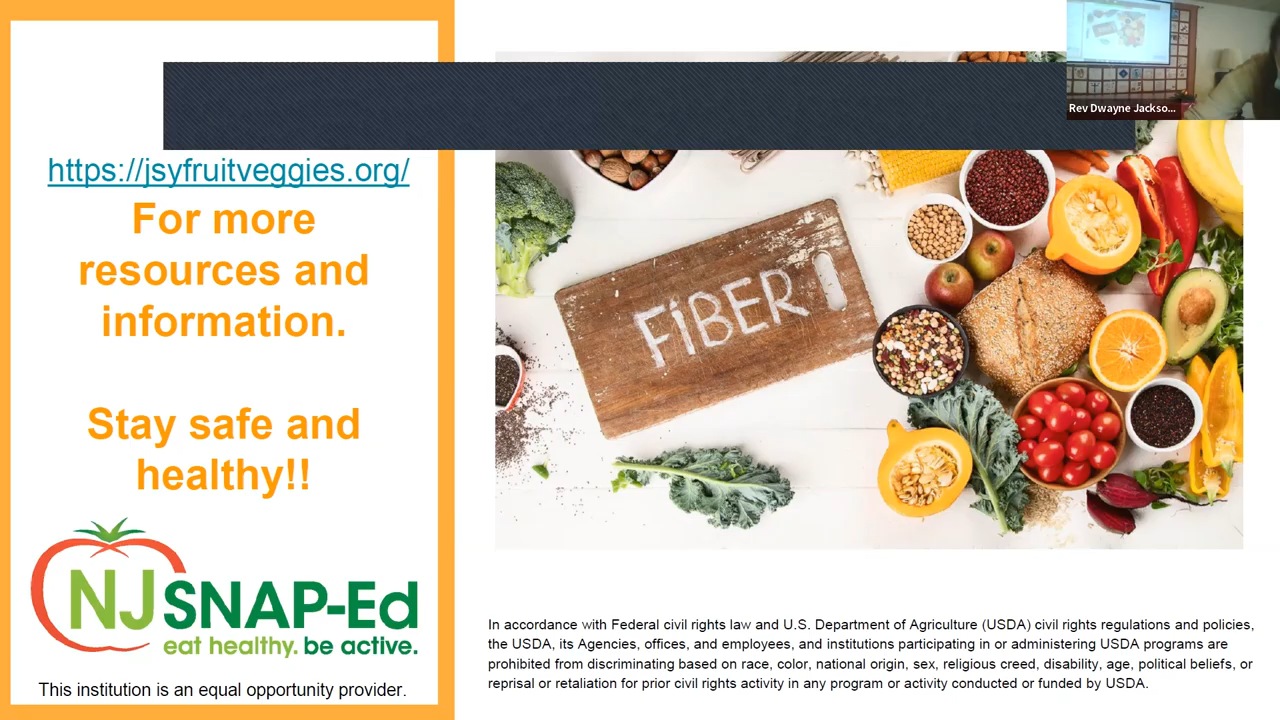 Rev Dwayne Jackso...
https://jsyfruitveggies.org/
For more
resources and
information.
Stay safe and
healthy!!
FiBER
NJ SNAP-Ed
eat healthy. be active.
This institution is an equal opportunity provider.
In accordance with Federal civil rights law and U.S. Department of Agriculture (USDA) civil rights regulations and policies,
the USDA, its Agencies, offices, and employees, and institutions participating in or administering USDA programs are
prohibited from discriminating based on race, color, national origin, sex, religious creed, disability, age, political beliefs, or
reprisal or retaliation for prior civil rights activity in any program or activity conducted or funded by USDA.